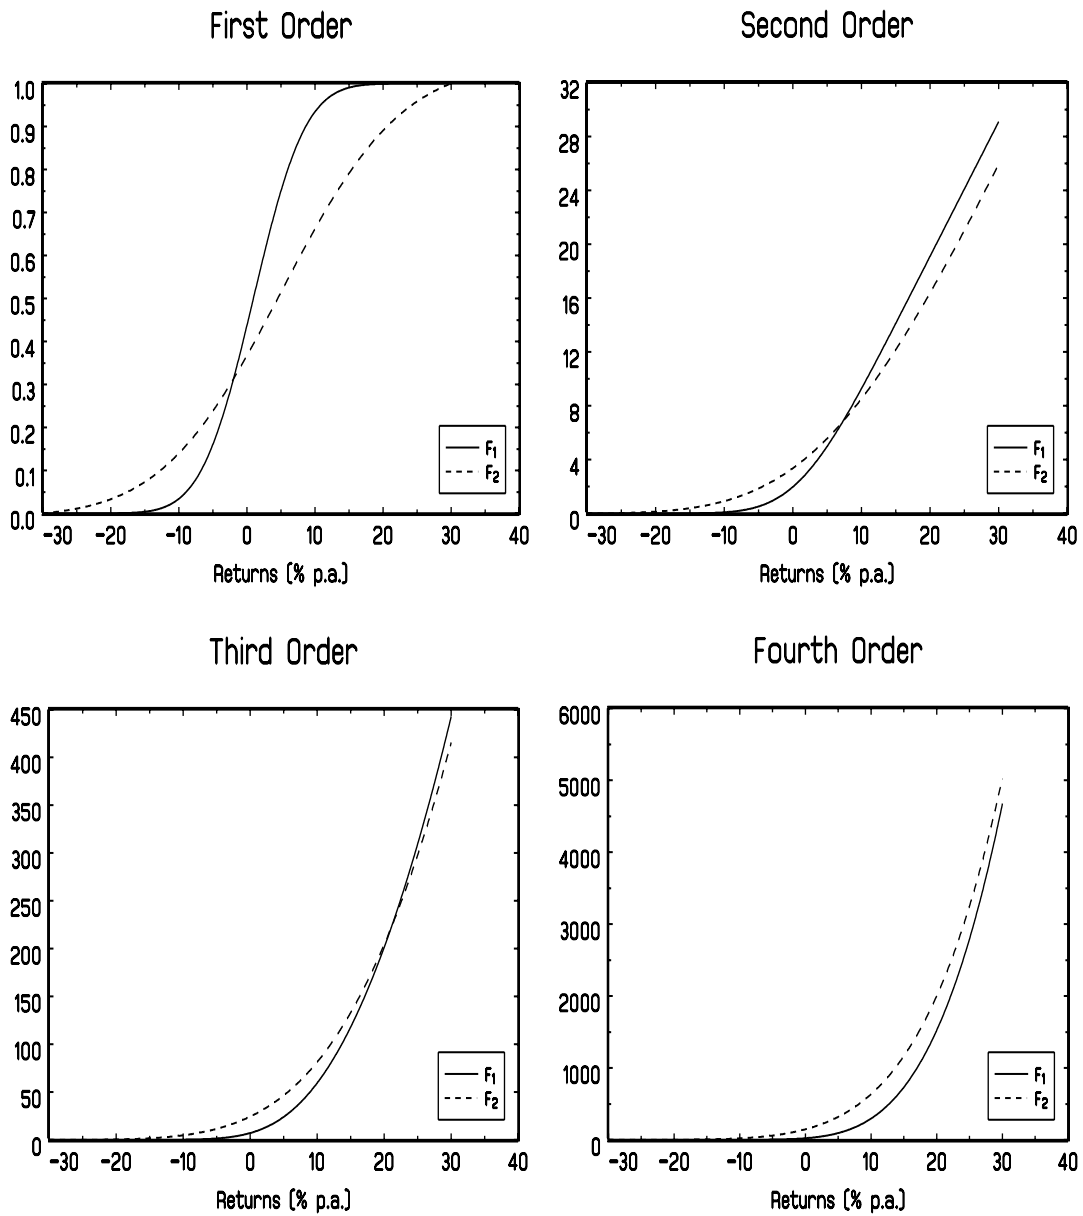 First Order
1.0
0.9
0.8
0.7
0.6
0.5
0.4
0.3
0.2
0.1
0.0
-30 -20 -10 0 10 20 30 40
Returns (% p.a.)
F1
F2
Second Order
32
28
24
20
16
12
8
4
0
-30 -20 -10 0 10 20 30 40
Returns (% p.a.)
F1
F2
Third Order
450
400
350
300
250
200
150
100
50
0
-30 -20 -10 0 10 20 30 40
Returns (% p.a.)
F1
F2
Fourth Order
6000
5000
4000
3000
2000
1000
0
-30 -20 -10 0 10 20 30 40
Returns (% p.a.)
F1
F2